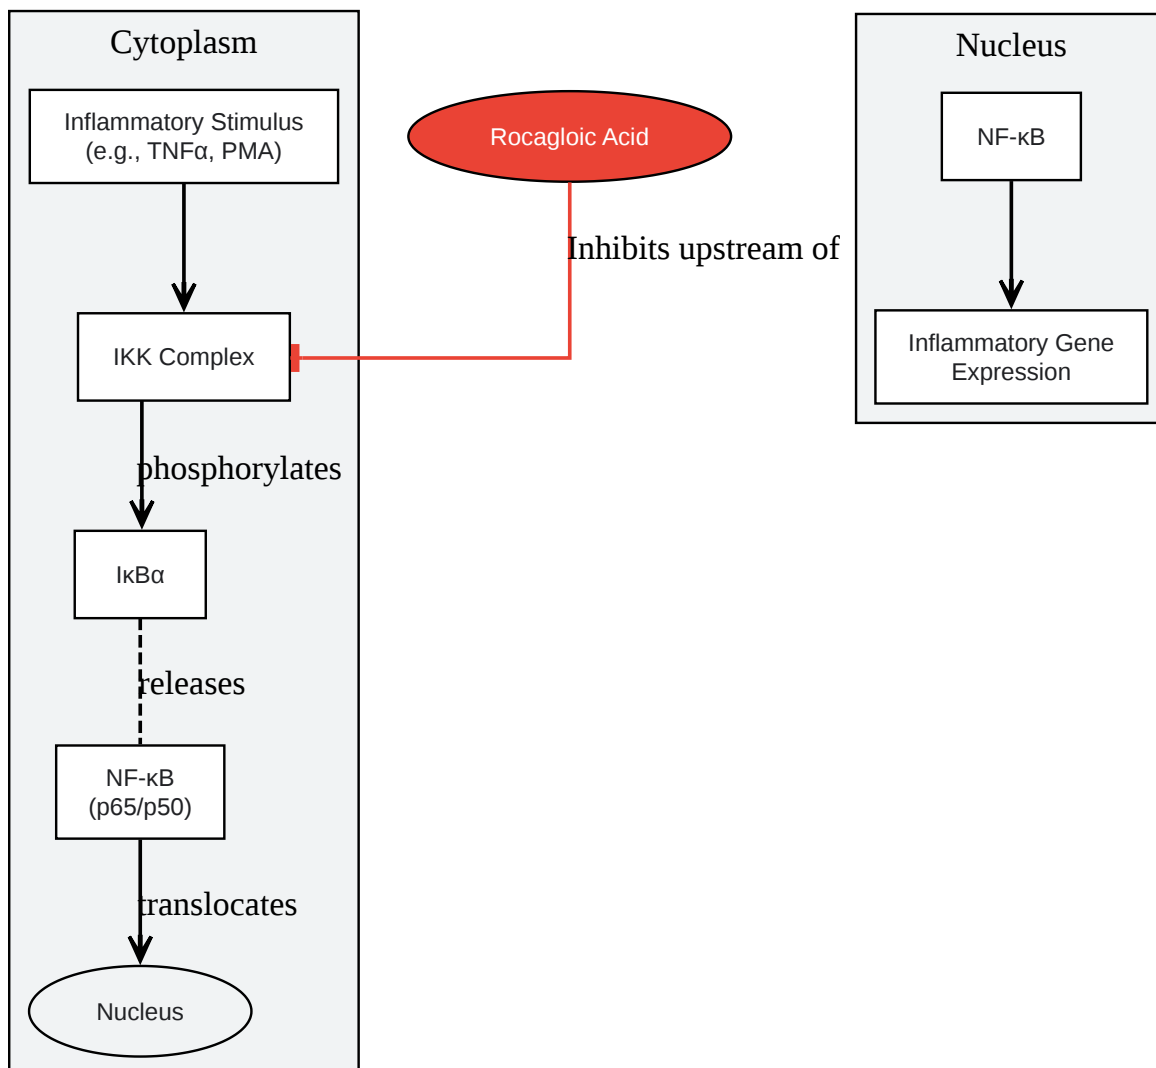 Cytoplasm
Inflammatory Stimulus
(e.g., TNFα, PMA)
IKK Complex
phosphorylates
IκBα
releases
NF-κB
(p65/p50)
translocates
Nucleus
Rocagloic Acid
Inhibits upstream of
Nucleus
NF-κB
Inflammatory Gene
Expression